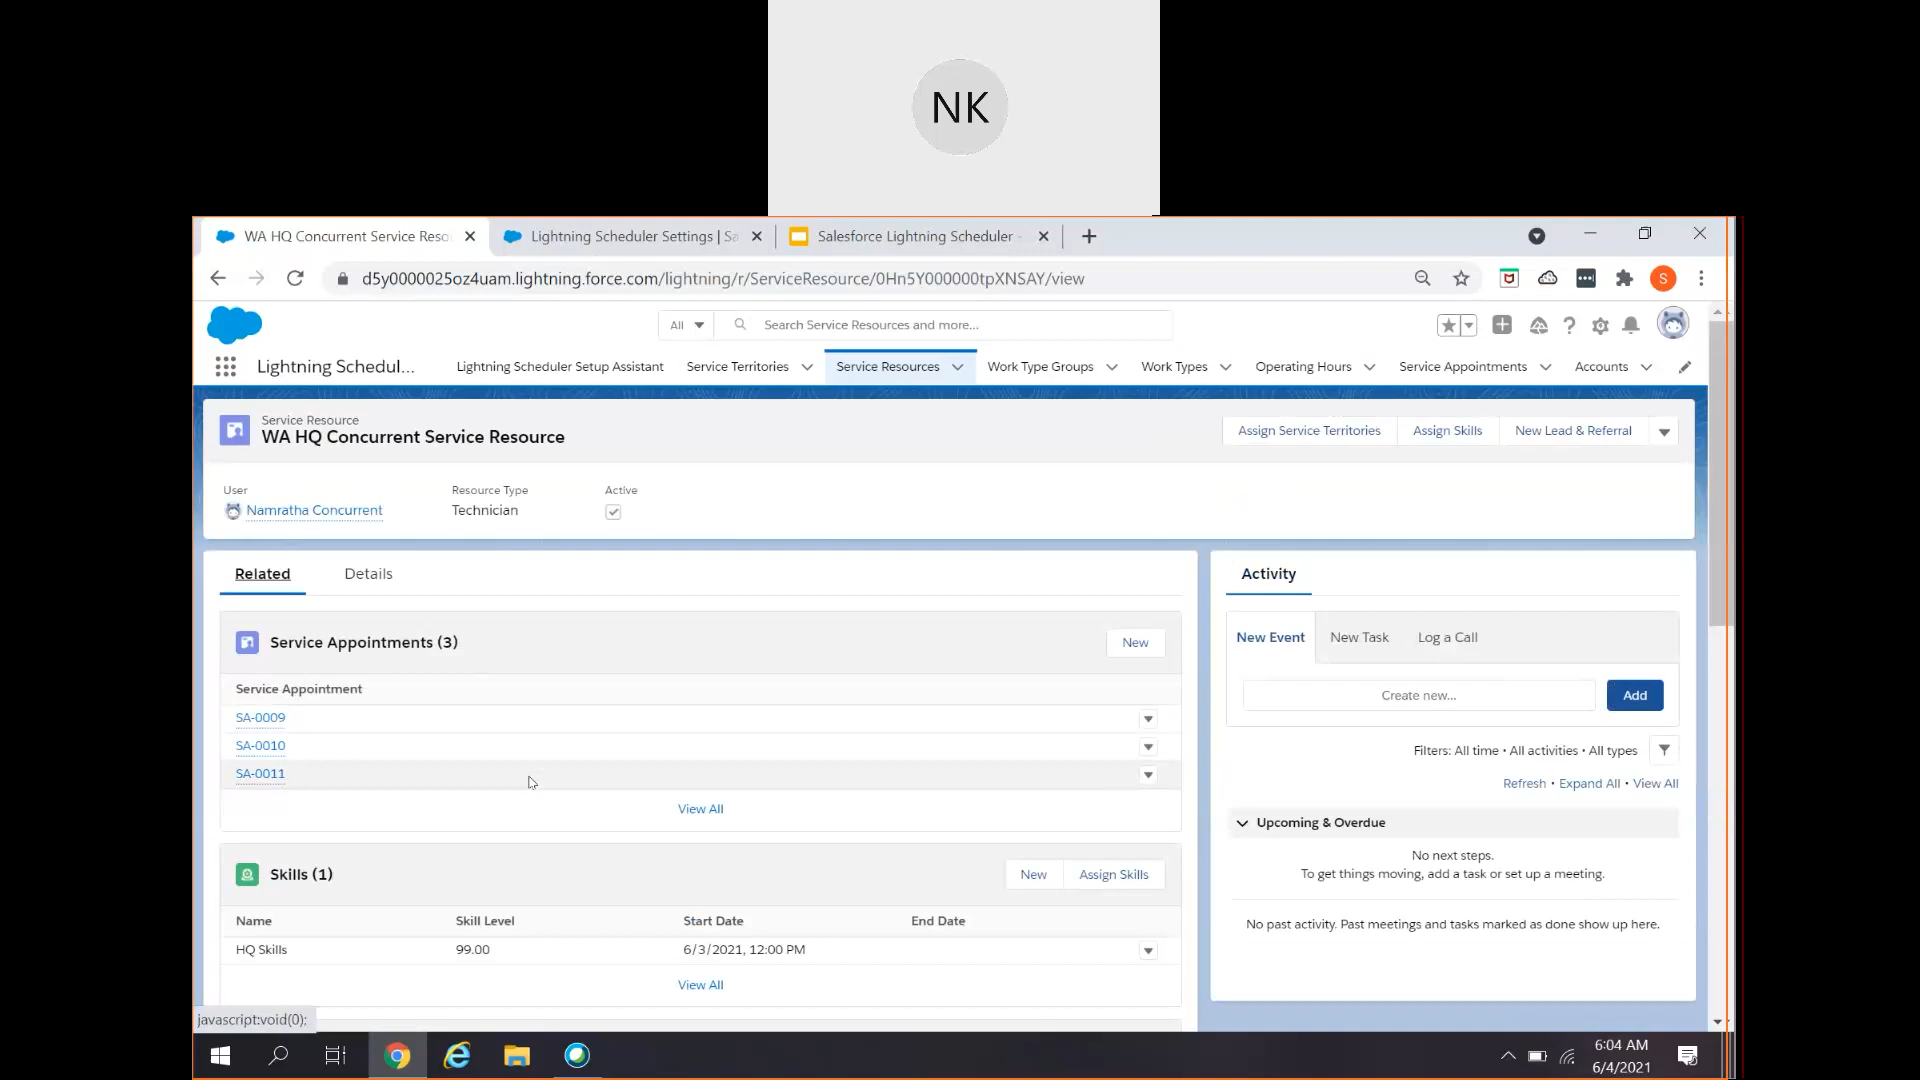 NK
WA HQ Concurrent Service Reso
Lightning Scheduler Settings | Sa
Salesforce Lightning Scheduler -
d5y0000025oz4uam.lightning.force.com/lightning/r/ServiceResource/0Hn5Y000000tpXNSAY/view
S
All
Search Service Resources and more...
Lightning Schedul...
Lightning Scheduler Setup Assistant
Service Territories
Service Resources
Work Type Groups
Work Types
Operating Hours
Service Appointments
Accounts
Service Resource
WA HQ Concurrent Service Resource
Assign Service Territories
Assign Skills
New Lead & Referral
User
Resource Type
Active
Namratha Concurrent
Technician
Related
Details
Activity
Service Appointments (3)
New
Service Appointment
SA-0009
SA-0010
SA-0011
View All
New Event
New Task
Log a Call
Create new...
Add
Filters: All time • All activities • All types
Refresh • Expand All • View All
Upcoming & Overdue
No next steps.
To get things moving, add a task or set up a meeting.
No past activity. Past meetings and tasks marked as done show up here.
Skills (1)
New
Assign Skills
Name
Skill Level
Start Date
End Date
HQ Skills
99.00
6/3/2021, 12:00 PM
View All
javascript:void(0);
6:04 AM
6/4/2021